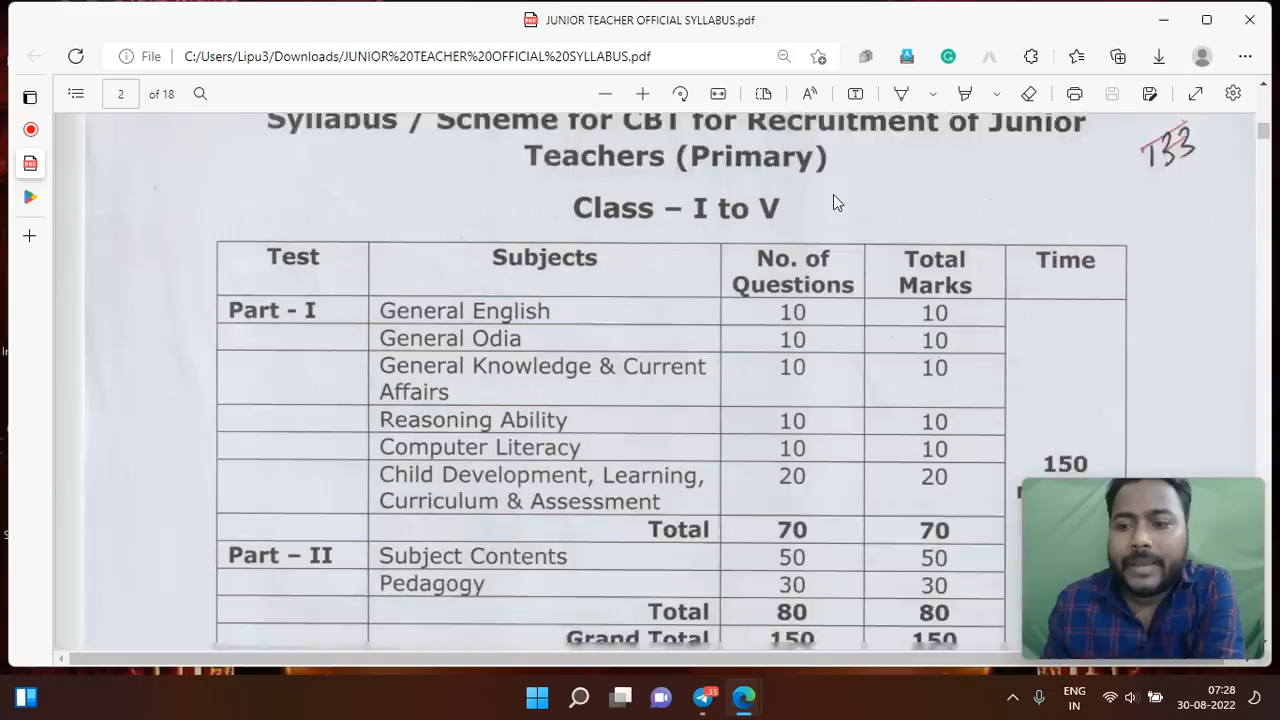 JUNIOR TEACHER OFFICIAL SYLLABUS.pdf
File C:/Users/Lipu3/Downloads/JUNIOR%20TEACHER%20OFFICIAL%20SYLLABUS.pdf
2 of 18
Syllabus / Scheme for CBT for Recruitment of Junior
Teachers (Primary)
133
Class – I to V
Test Subjects No. of Questions Total Marks Time
Part - I General English 10 10
General Odia 10 10
General Knowledge & Current Affairs 10 10
Reasoning Ability 10 10
Computer Literacy 10 10
150
Child Development, Learning, Curriculum & Assessment 20 20
Total 70 70
Part – II Subject Contents 50 50
Pedagogy 30 30
Total 80 80
Grand Total 150 150
35
ENG
IN
07:28
30-08-2022